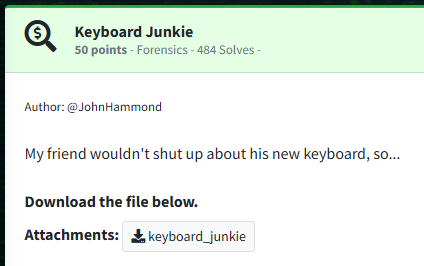 Keyboard Junkie
50 points - Forensics - 484 Solves -
Author: @JohnHammond
My friend wouldn't shut up about his new keyboard, so...
Download the file below.
Attachments: keyboard_junkie